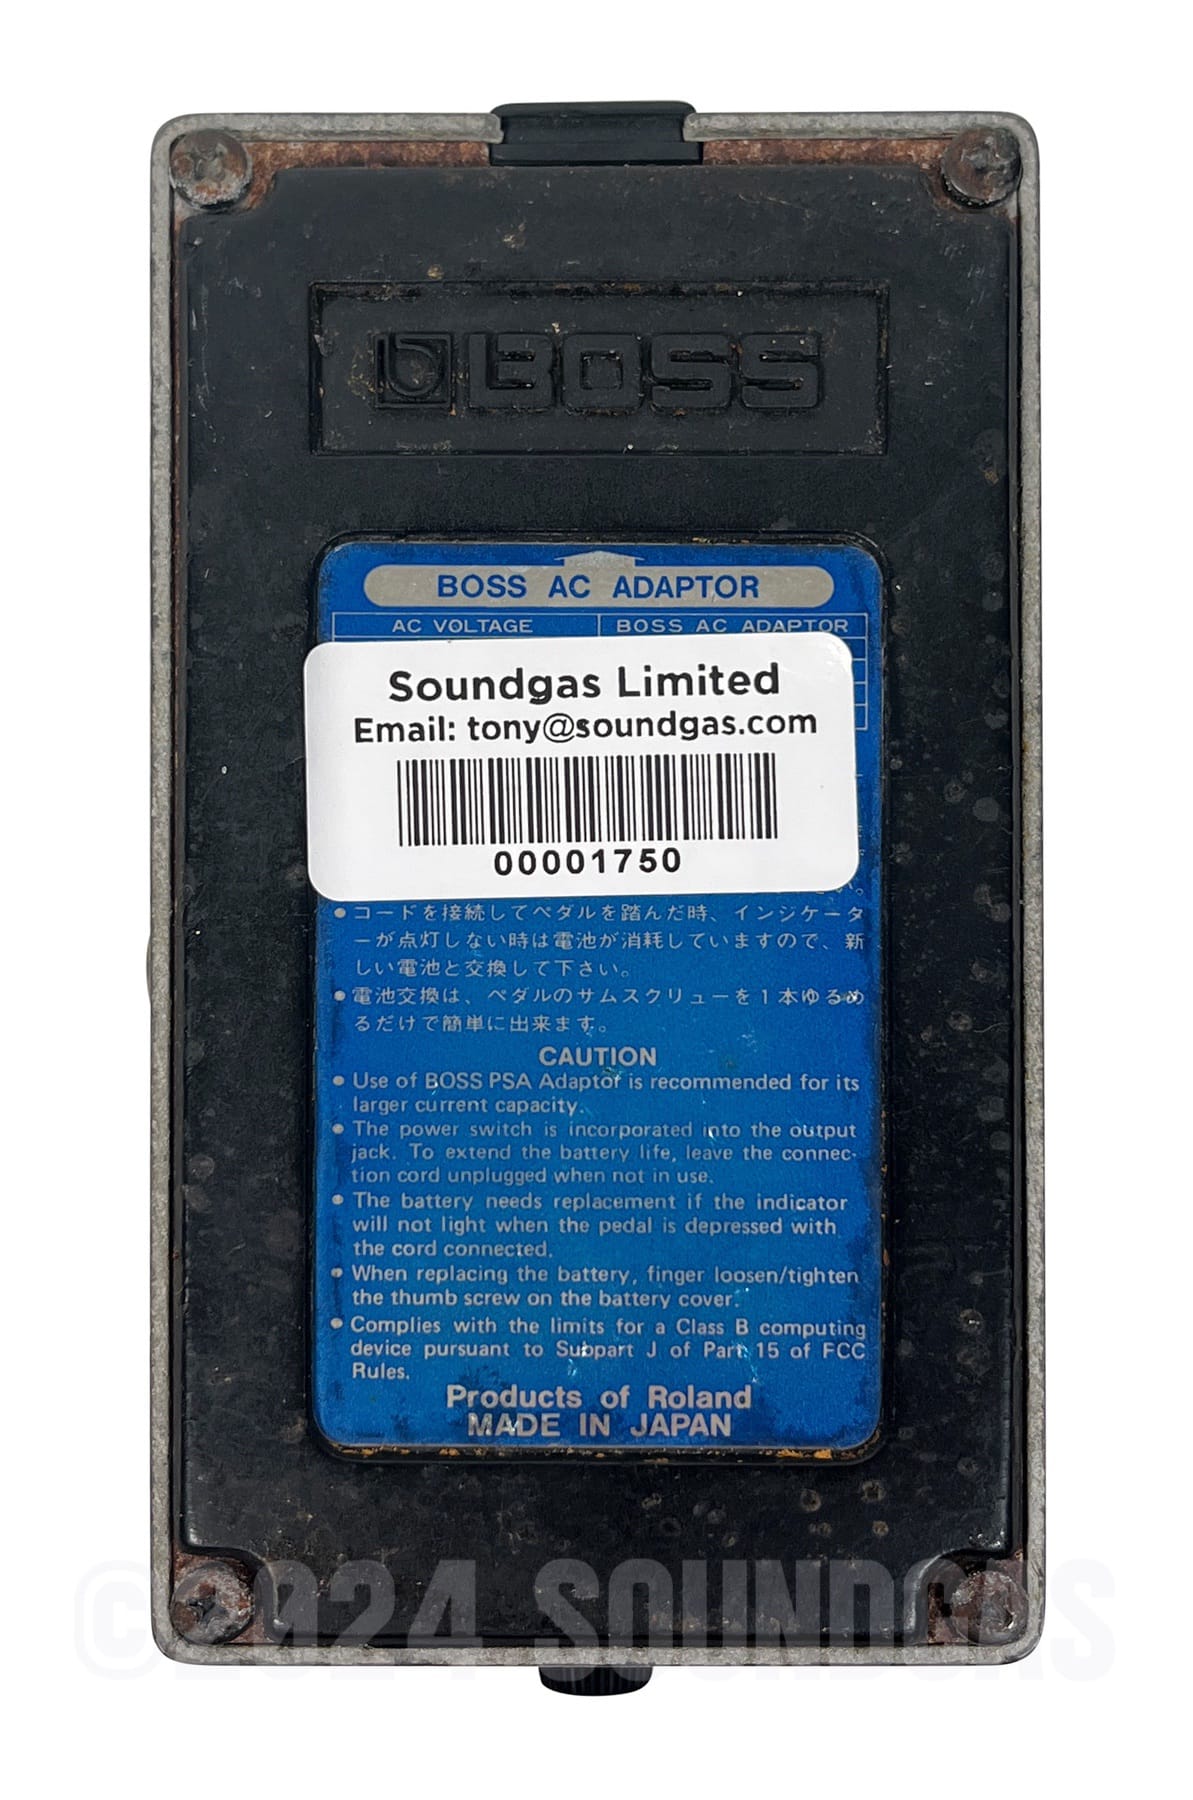 BOSS
BOSS AC ADAPTOR
AC VOLTAGE BOSS AC ADAPTOR
Soundgas Limited
Email: tony@soundgas.com
00001750
い。
●コードを接続してペダルを踏んだ時、インジケータ
ーが点灯しない時は電池が消耗していますので、新
しい電池と交換して下さい。
●電池交換は、ペダルのサムスクリューを1本ゆるめ
るだけで簡単に出来ます。
CAUTION
● Use of BOSS PSA Adaptor is recommended for its
larger current capacity.
● The power switch is incorporated into the output
jack. To extend the battery life, leave the connec-
tion cord unplugged when not in use.
● The battery needs replacement if the indicator
will not light when the pedal is depressed with
the cord connected.
● When replacing the battery, finger loosen/tighten
the thumb screw on the battery cover.
● Complies with the limits for a Class B computing
device pursuant to Subpart J of Part 15 of FCC
Rules.
Products of Roland
MADE IN JAPAN
©2024 SOUNDGAS